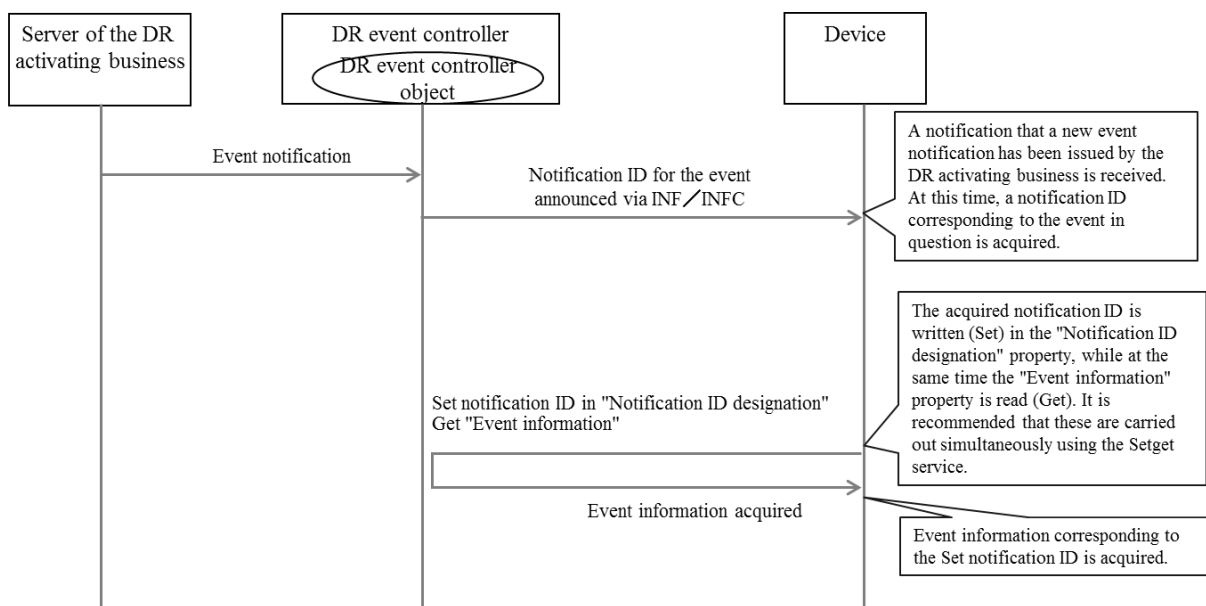 Server of the DR
activating business
DR event controller
DR event controller
object
Device
Event notification
Notification ID for the event
announced via INF／INFC
A notification that a new event
notification has been issued by the
DR activating business is received.
At this time, a notification ID
corresponding to the event in
question is acquired.
The acquired notification ID is
written (Set) in the "Notification ID
designation" property, while at the
same time the "Event information"
property is read (Get). It is
recommended that these are carried
out simultaneously using the Setget
service.
Set notification ID in "Notification ID designation"
Get "Event information"
Event information acquired
Event information corresponding to
the Set notification ID is acquired.